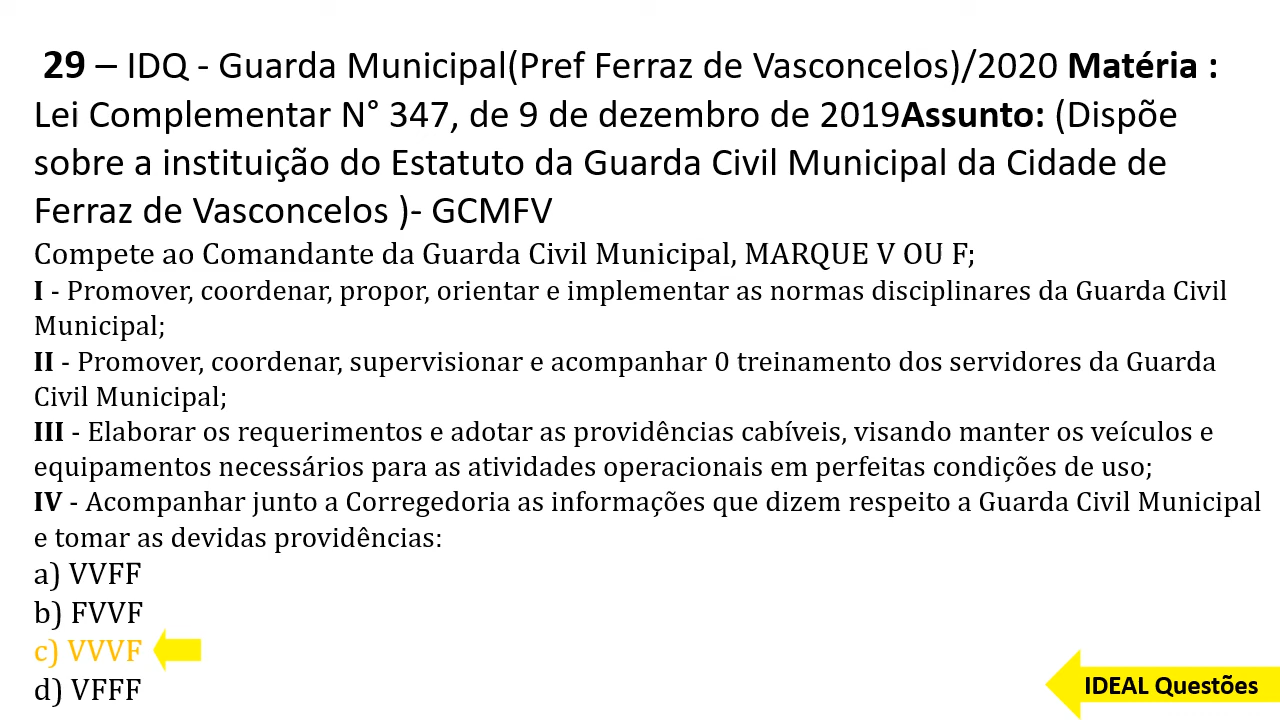 29 – IDQ - Guarda Municipal(Pref Ferraz de Vasconcelos)/2020 Matéria :
Lei Complementar N° 347, de 9 de dezembro de 2019Assunto: (Dispõe
sobre a instituição do Estatuto da Guarda Civil Municipal da Cidade de
Ferraz de Vasconcelos )- GCMFV
Compete ao Comandante da Guarda Civil Municipal, MARQUE V OU F;
I - Promover, coordenar, propor, orientar e implementar as normas disciplinares da Guarda Civil
Municipal;
II - Promover, coordenar, supervisionar e acompanhar 0 treinamento dos servidores da Guarda
Civil Municipal;
III - Elaborar os requerimentos e adotar as providências cabíveis, visando manter os veículos e
equipamentos necessários para as atividades operacionais em perfeitas condições de uso;
IV - Acompanhar junto a Corregedoria as informações que dizem respeito a Guarda Civil Municipal
e tomar as devidas providências:
a) VVFF
b) FVVF
c) VVVF
d) VFFF
IDEAL Questões